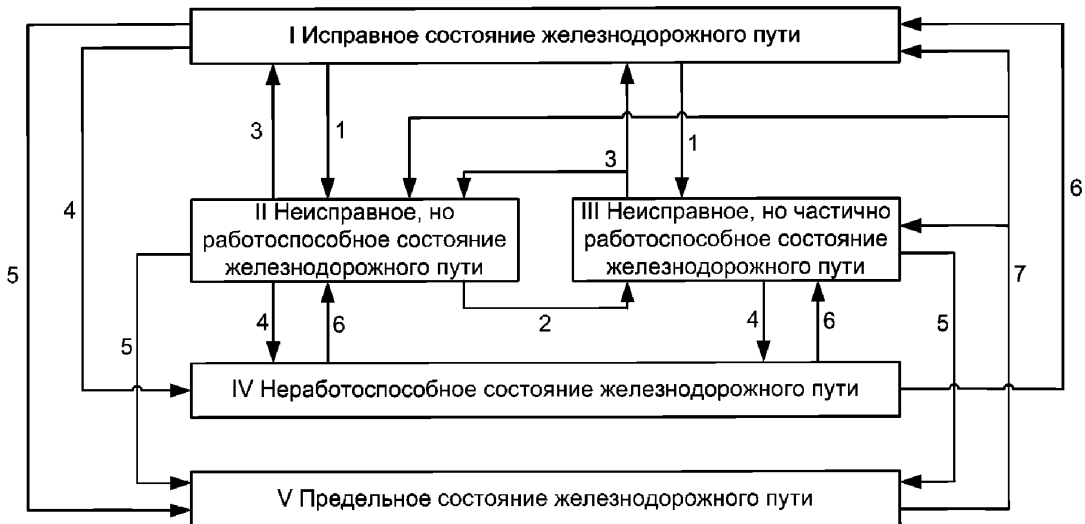 I Исправное состояние железнодорожного пути
3
1
3
1
6
4
II Неисправное, но
работоспособное состояние
железнодорожного пути
III Неисправное, но частично
работоспособное состояние
железнодорожного пути
5
7
5
4
6
2
4
6
5
IV Неработоспособное состояние железнодорожного пути
V Предельное состояние железнодорожного пути